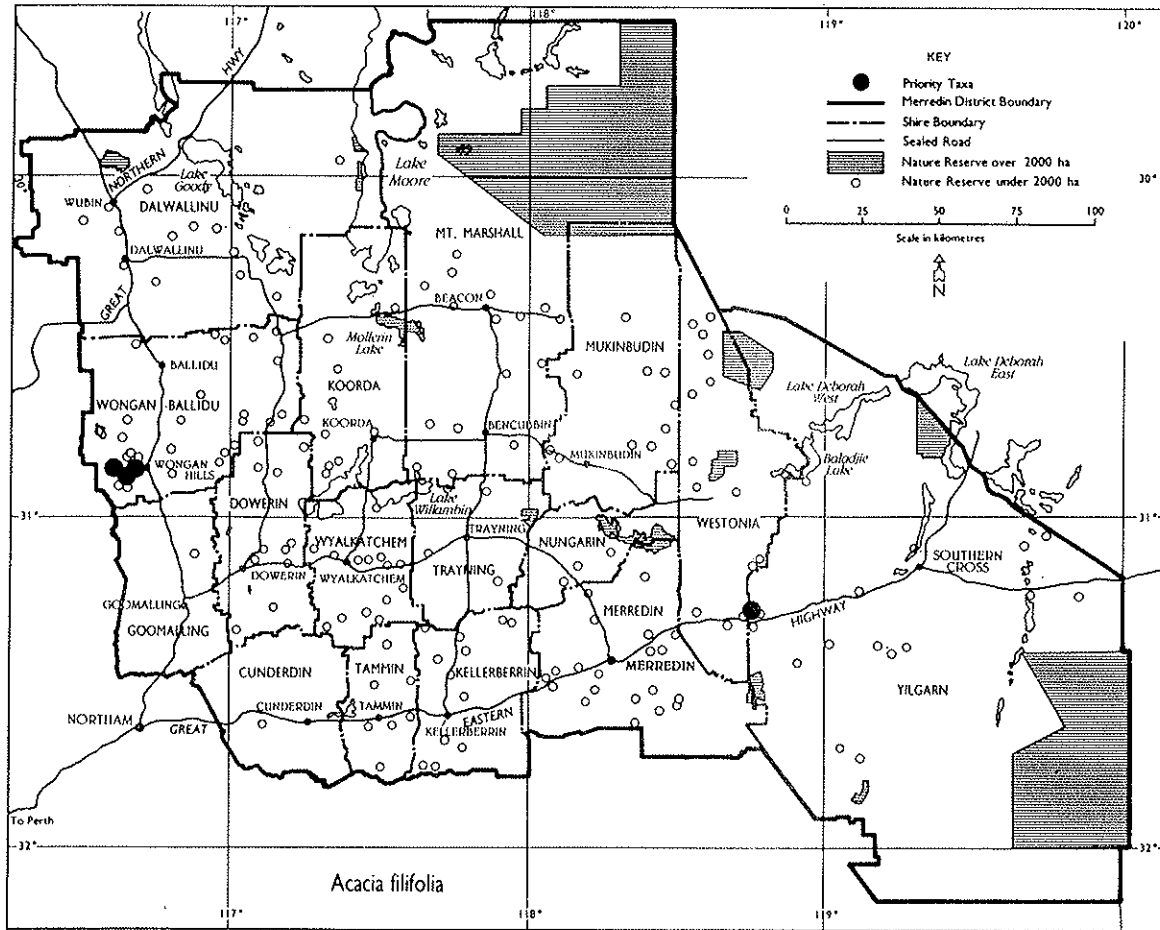 117°
118°
119°
120°
KEY
Priority Taxa
Merredin District Boundary
Shire Boundary
Sealed Road
Nature Reserve over 2000 ha
Nature Reserve under 2000 ha
0 25 50 75 100
Scale in kilometres
N
HWY
NORTHERN
GREAT
Lake
Goody
Lake
Moore
30°
30°
WUBIN
DALWALLINU
DALWALLINU
MT. MARSHALL
BEACON
Mollerin
Lake
MUKINBUDIN
BALLIDU
KOORDA
WONGAN
BALLIDU
KOORDA
BENCUBBIN
MUKINBUDIN
Lake Deborah
West
Lake Deborah
East
Baladjie
Lake
WONGAN
HILLS
DOWERIN
Lake
Wallambin
31°
31°
TRAYNING
NUNGARIN
WESTONIA
WYALKATCHEM
TRAYNING
DOWERIN
WYALKATCHEM
SOUTHERN
CROSS
GOOMALLING
GOOMALLING
MERREDIN
HIGHWAY
CUNDERDIN
TAMMIN
KELLERBERRIN
MERREDIN
YILGARN
NORTHAM
GREAT
CUNDERDIN
TAMMIN
EASTERN
KELLERBERRIN
To Perth
32°
32°
Acacia filifolia
117°
118°
119°